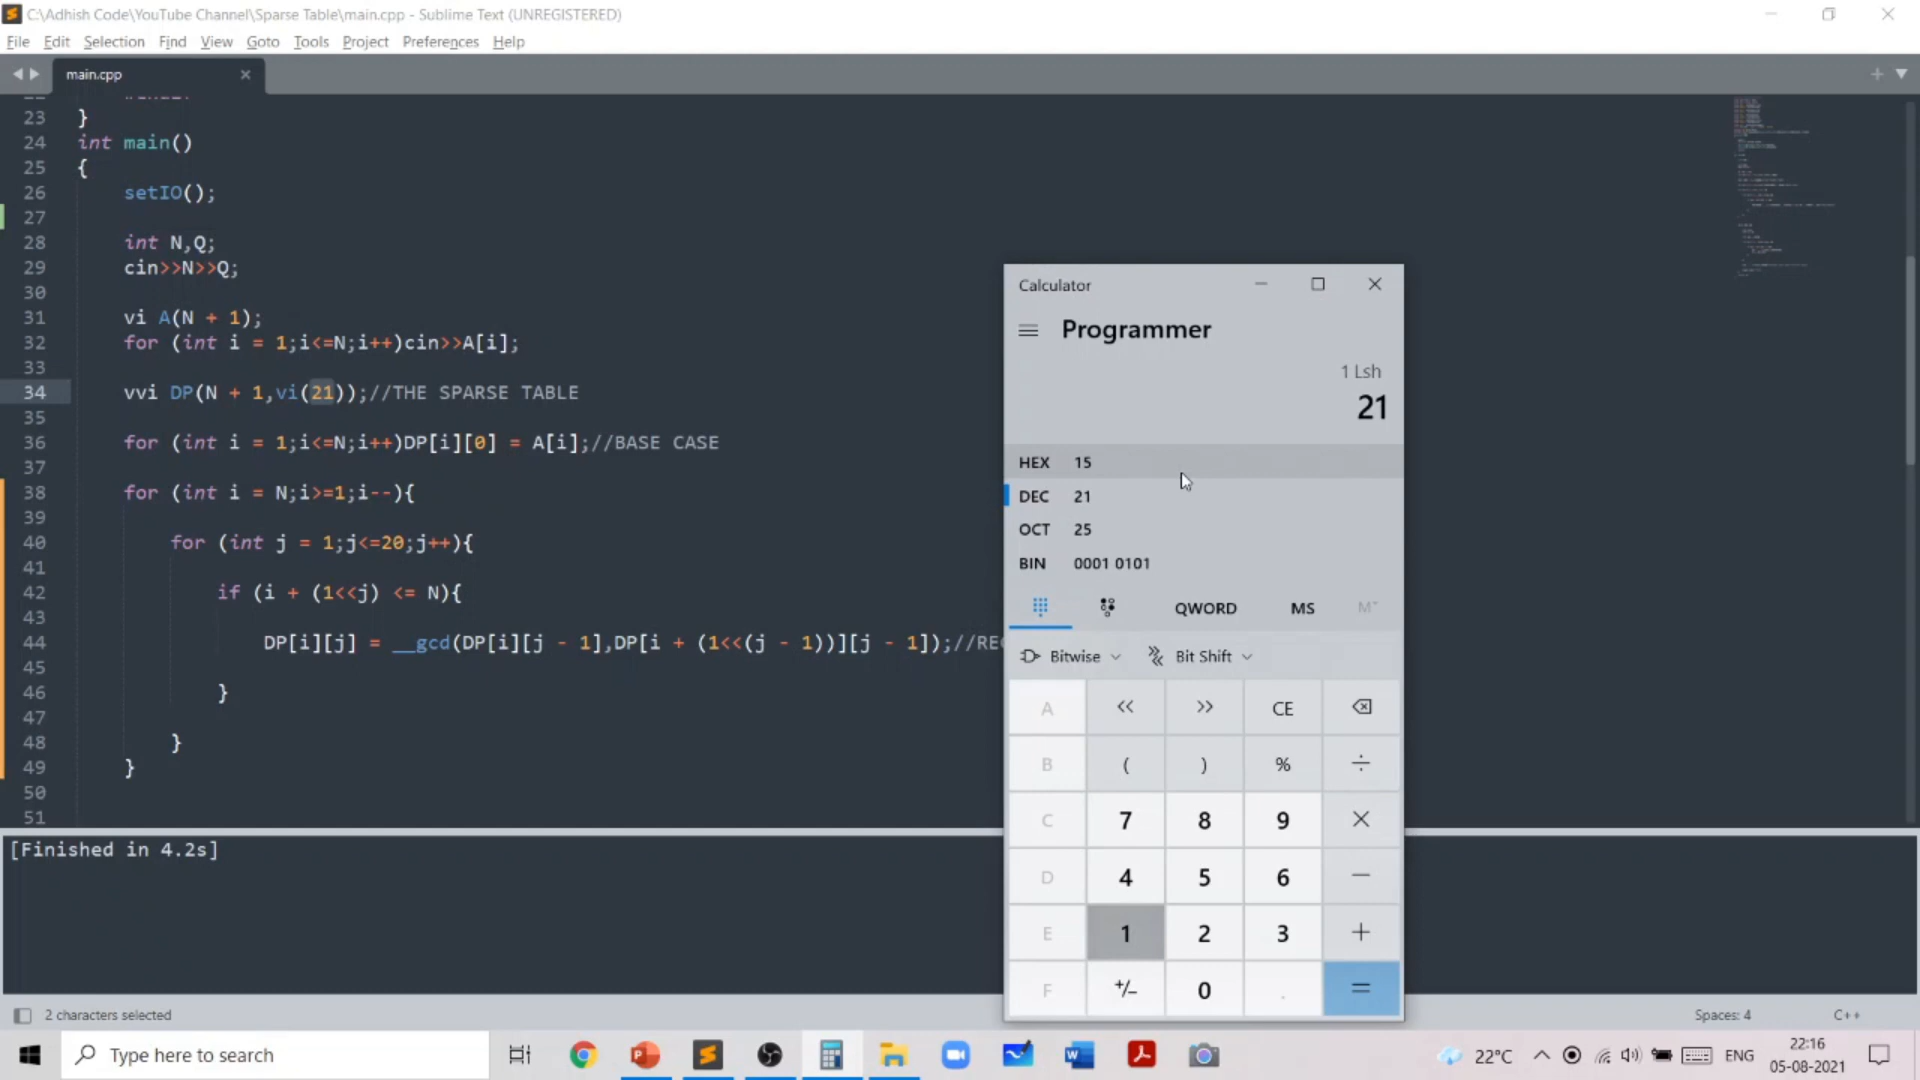 C:\Adhish Code\YouTube Channel\Sparse Table\main.cpp - Sublime Text (UNREGISTERED)
File Edit Selection Find View Goto Tools Project Preferences Help
main.cpp
23 }
24 int main()
25 {
26 setIO();
27
28 int N,Q;
29 cin>>N>>Q;
30
31 vi A(N + 1);
32 for (int i = 1;i<=N;i++)cin>>A[i];
33
34 vvi DP(N + 1,vi(21));//THE SPARSE TABLE
35
36 for (int i = 1;i<=N;i++)DP[i][0] = A[i];//BASE CASE
37
38 for (int i = N;i>=1;i--){
39
40 for (int j = 1;j<=20;j++){
41
42 if (i + (1<<j) <= N){
43
44 DP[i][j] = __gcd(DP[i][j - 1],DP[i + (1<<(j - 1))][j - 1]);//REC
45
46 }
47
48 }
49 }
50
51
[Finished in 4.2s]
2 characters selected
Spaces: 4
C++
Calculator
Programmer
1 Lsh
21
HEX 15
DEC 21
OCT 25
BIN 0001 0101
QWORD MS M˅
Bitwise Bit Shift
A << >> CE
B ( ) % ÷
C 7 8 9 ×
D 4 5 6 −
E 1 2 3 +
F +/− 0 . =
Type here to search
22°C
ENG
22:16
05-08-2021